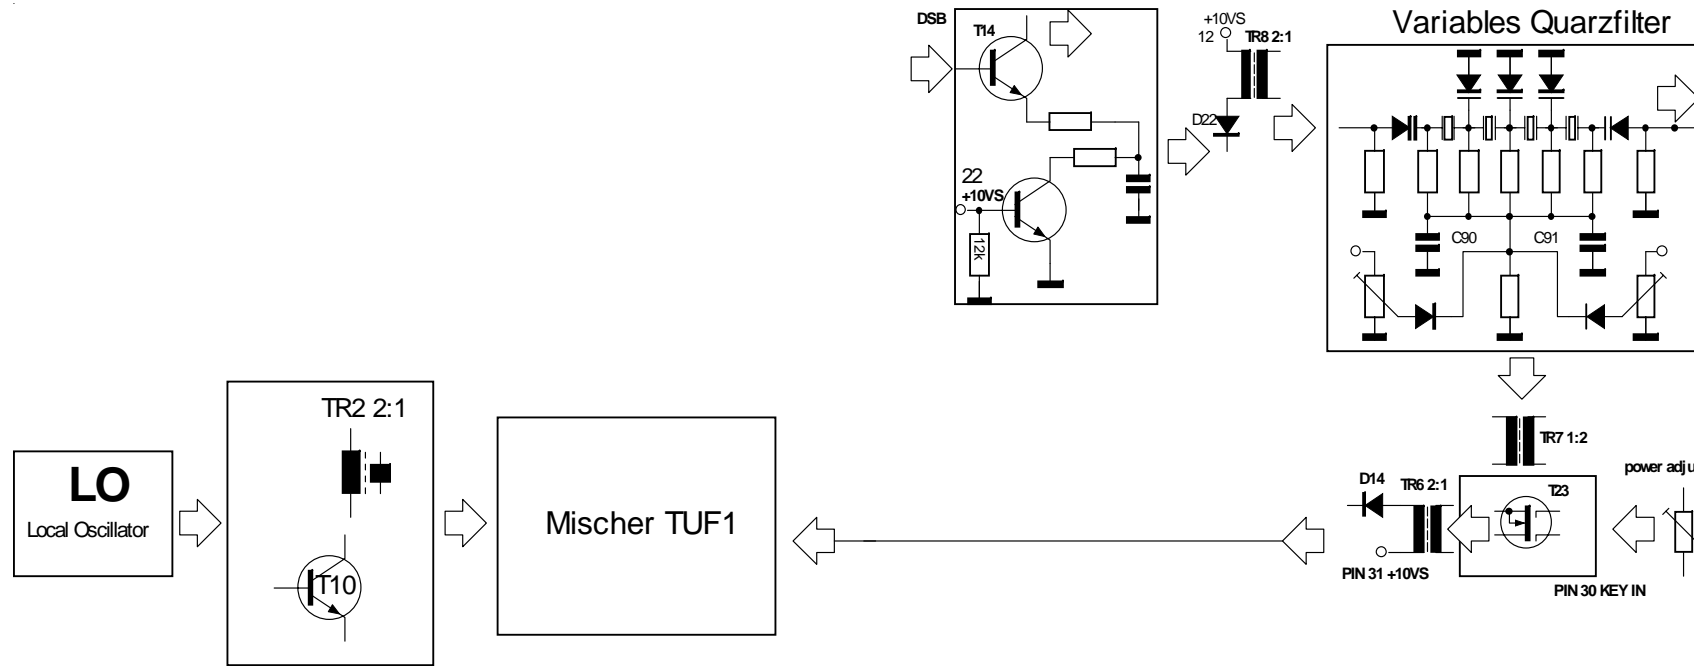 DSB
T14
+10VS
12
TR8 2:1
Variables Quarzfilter
D22
22
+10VS
12k
C90
C91
TR7 1:2
TR2 2:1
LO
Local Oscillator
T10
Mischer TUF1
D14
TR6 2:1
T23
power adju
PIN 31 +10VS
PIN 30 KEY IN